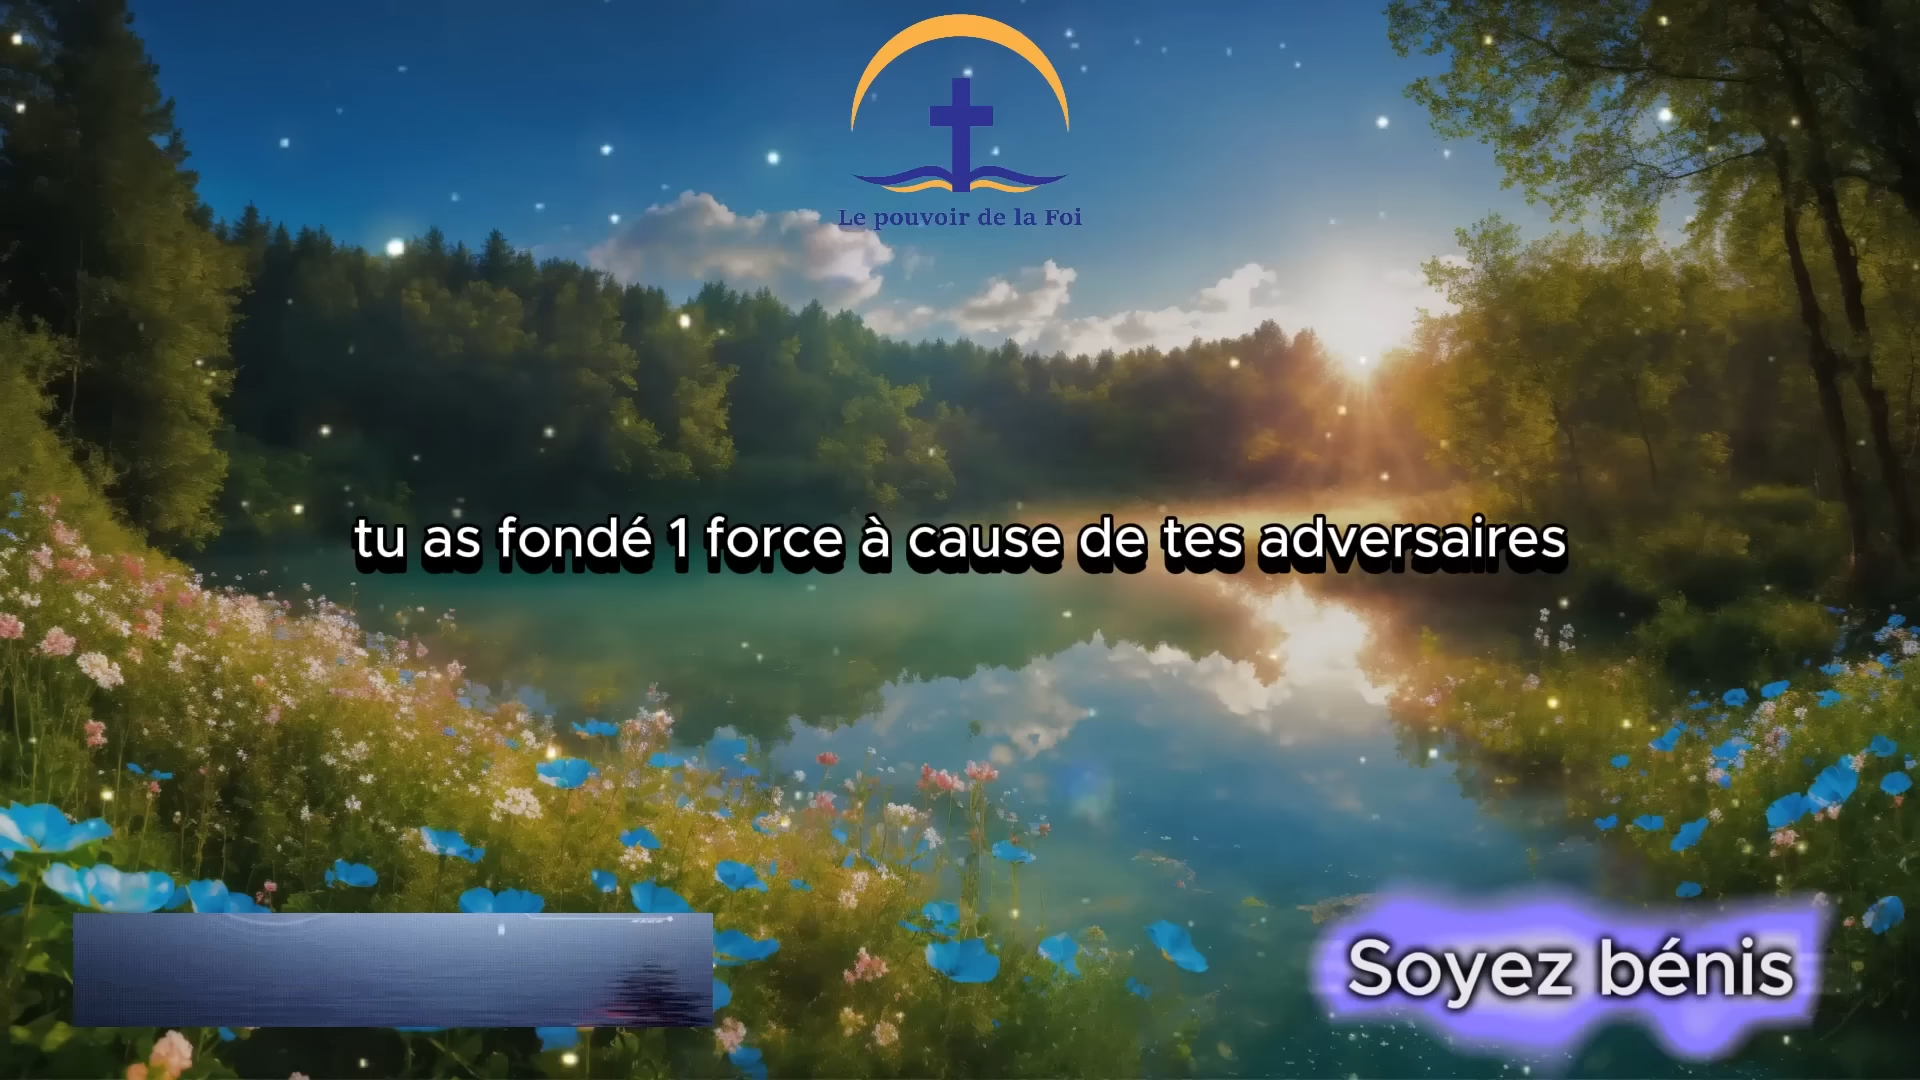 Le pouvoir de la Foi
tu as fondé 1 force à cause de tes adversaires
Soyez bénis